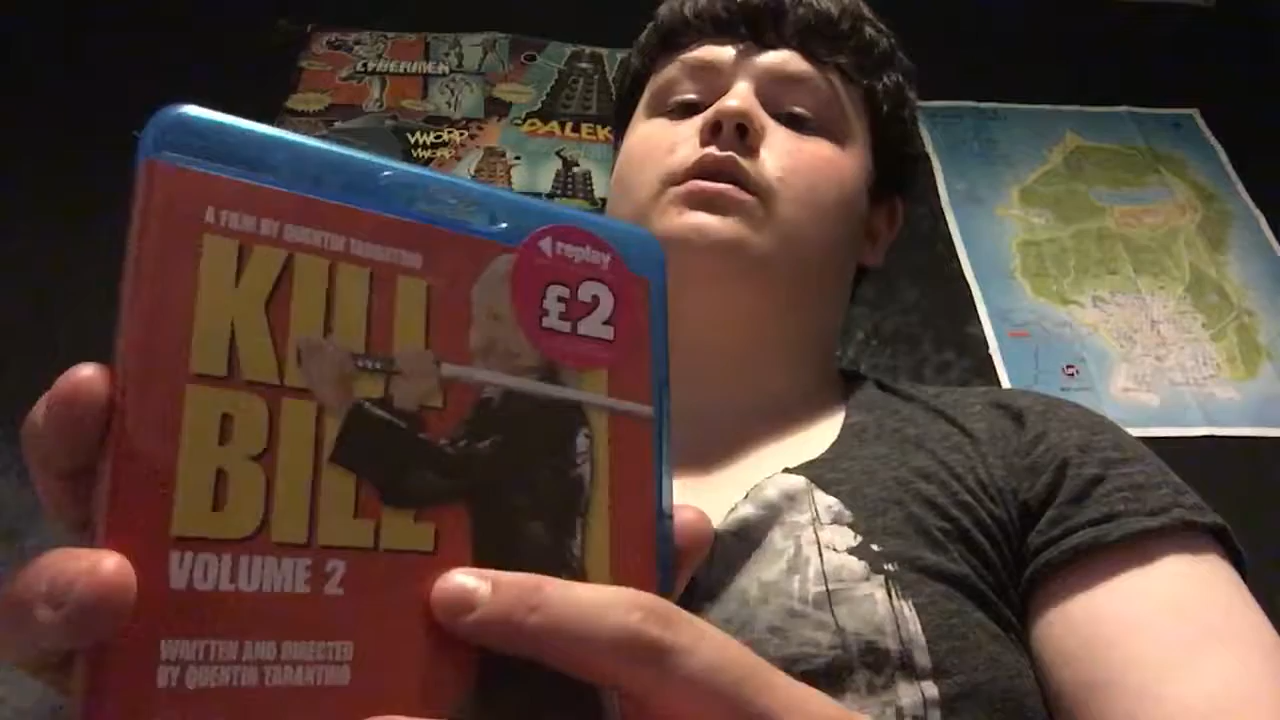 CYBERMEN
VWORP
VWORP
DALEK
A FILM BY QUENTIN TARANTINO
replay
£2
KILL
BILL
VOLUME 2
WRITTEN AND DIRECTED
BY QUENTIN TARANTINO